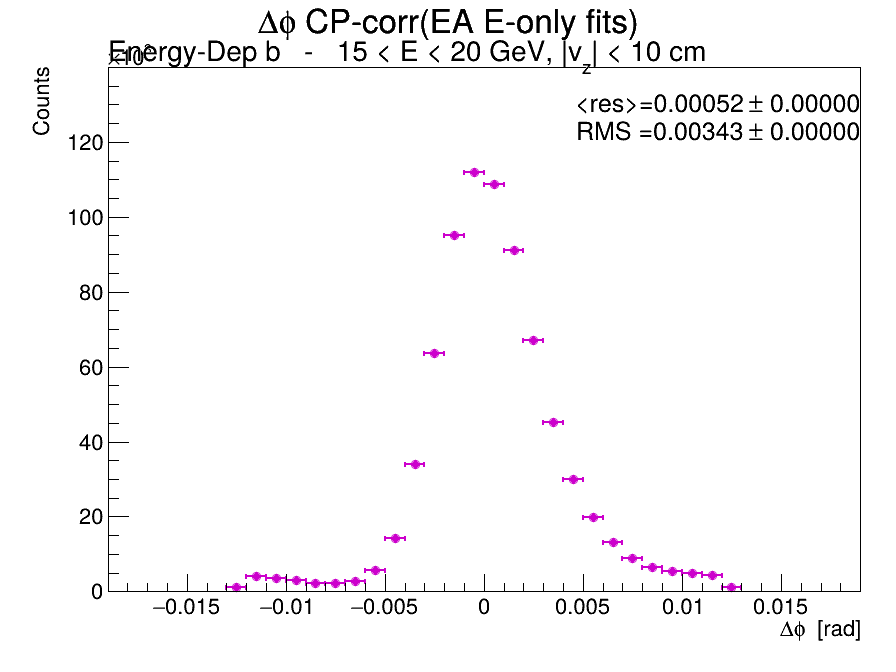 Δϕ CP-corr(EA E-only fits)
Energy-Dep b - 15 < E < 20 GeV, |v_z| < 10 cm
Counts
<res>=0.00052 ± 0.00000
RMS =0.00343 ± 0.00000
120
100
80
60
40
20
0
−0.015 −0.01 −0.005 0 0.005 0.01 0.015
Δϕ [rad]